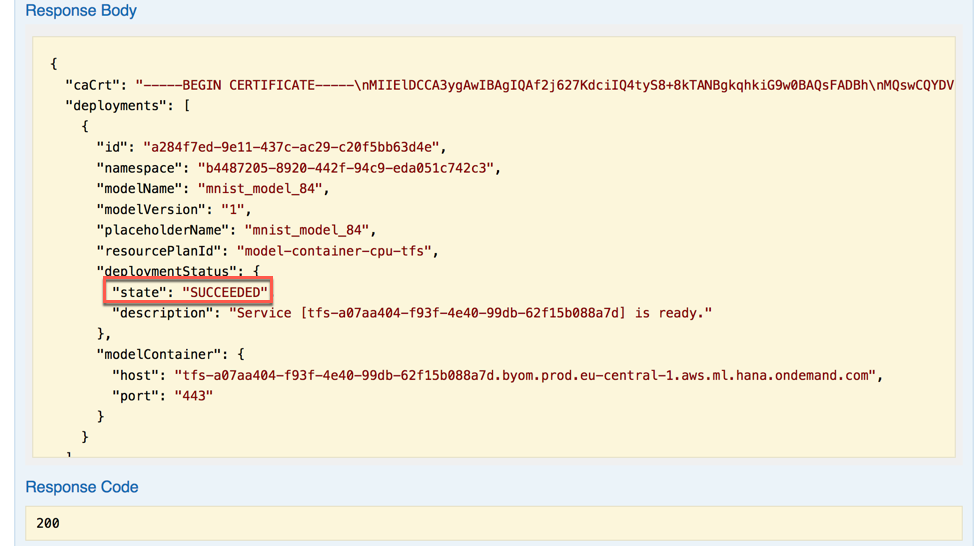 Response Body
{
"caCrt": "-----BEGIN CERTIFICATE-----\nMIIElDCCA3ygAwIBAgIQAf2j627KdciIQ4tyS8+8kTANBgkqhkiG9w0BAQsFADBh\nMQswCQYDV
"deployments": [
{
"id": "a284f7ed-9e11-437c-ac29-c20f5bb63d4e",
"namespace": "b4487205-8920-442f-94c9-eda051c742c3",
"modelName": "mnist_model_84",
"modelVersion": "1",
"placeholderName": "mnist_model_84",
"resourcePlanId": "model-container-cpu-tfs",
"deploymentStatus": {
"state": "SUCCEEDED"
"description": "Service [tfs-a07aa404-f93f-4e40-99db-62f15b088a7d] is ready."
},
"modelContainer": {
"host": "tfs-a07aa404-f93f-4e40-99db-62f15b088a7d.byom.prod.eu-central-1.aws.ml.hana.ondemand.com",
"port": "443"
}
}
]
Response Code
200